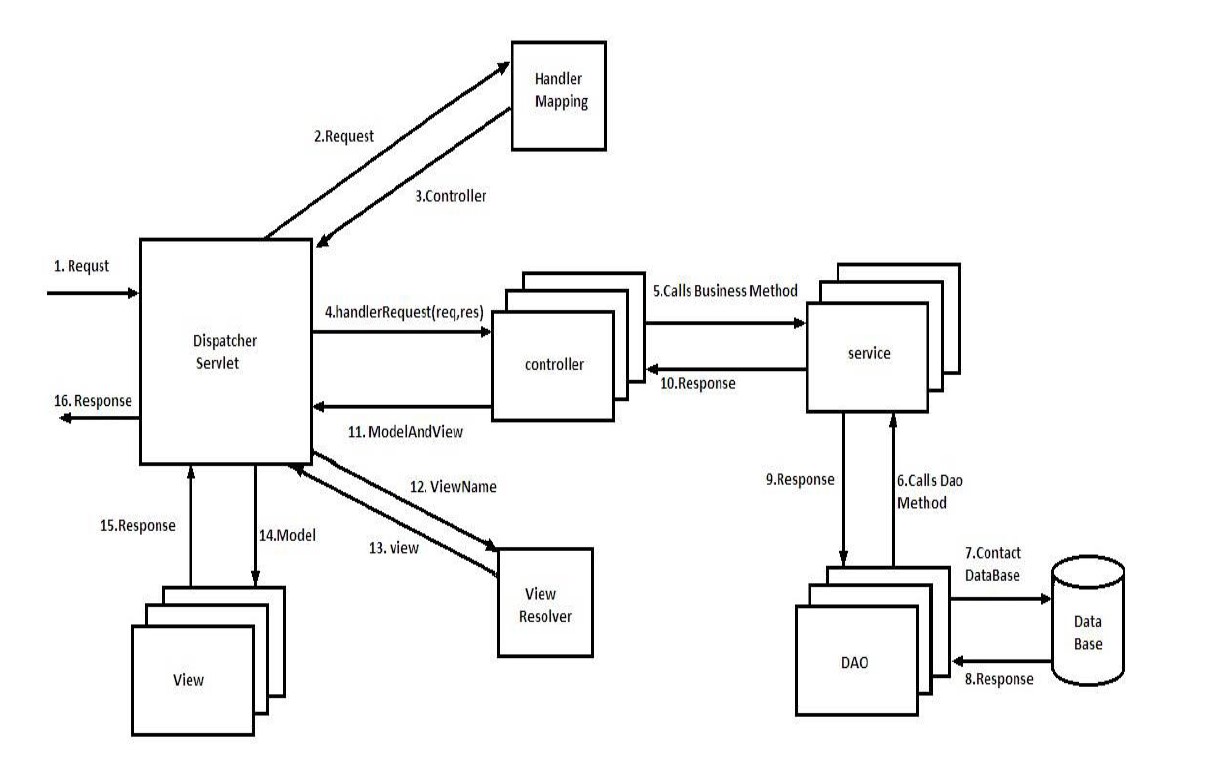 Handler
Mapping
2.Request
3.Controller
1. Requst
4.handlerRequest(req,res)
5.Calls Business Method
Dispatcher
Servlet
controller
service
10.Response
16. Response
11. ModelAndView
9.Response
6.Calls Dao
Method
12. ViewName
15.Response
14.Model
13. view
7.Contact
DataBase
View
Resolver
Data
Base
DAO
8.Response
View